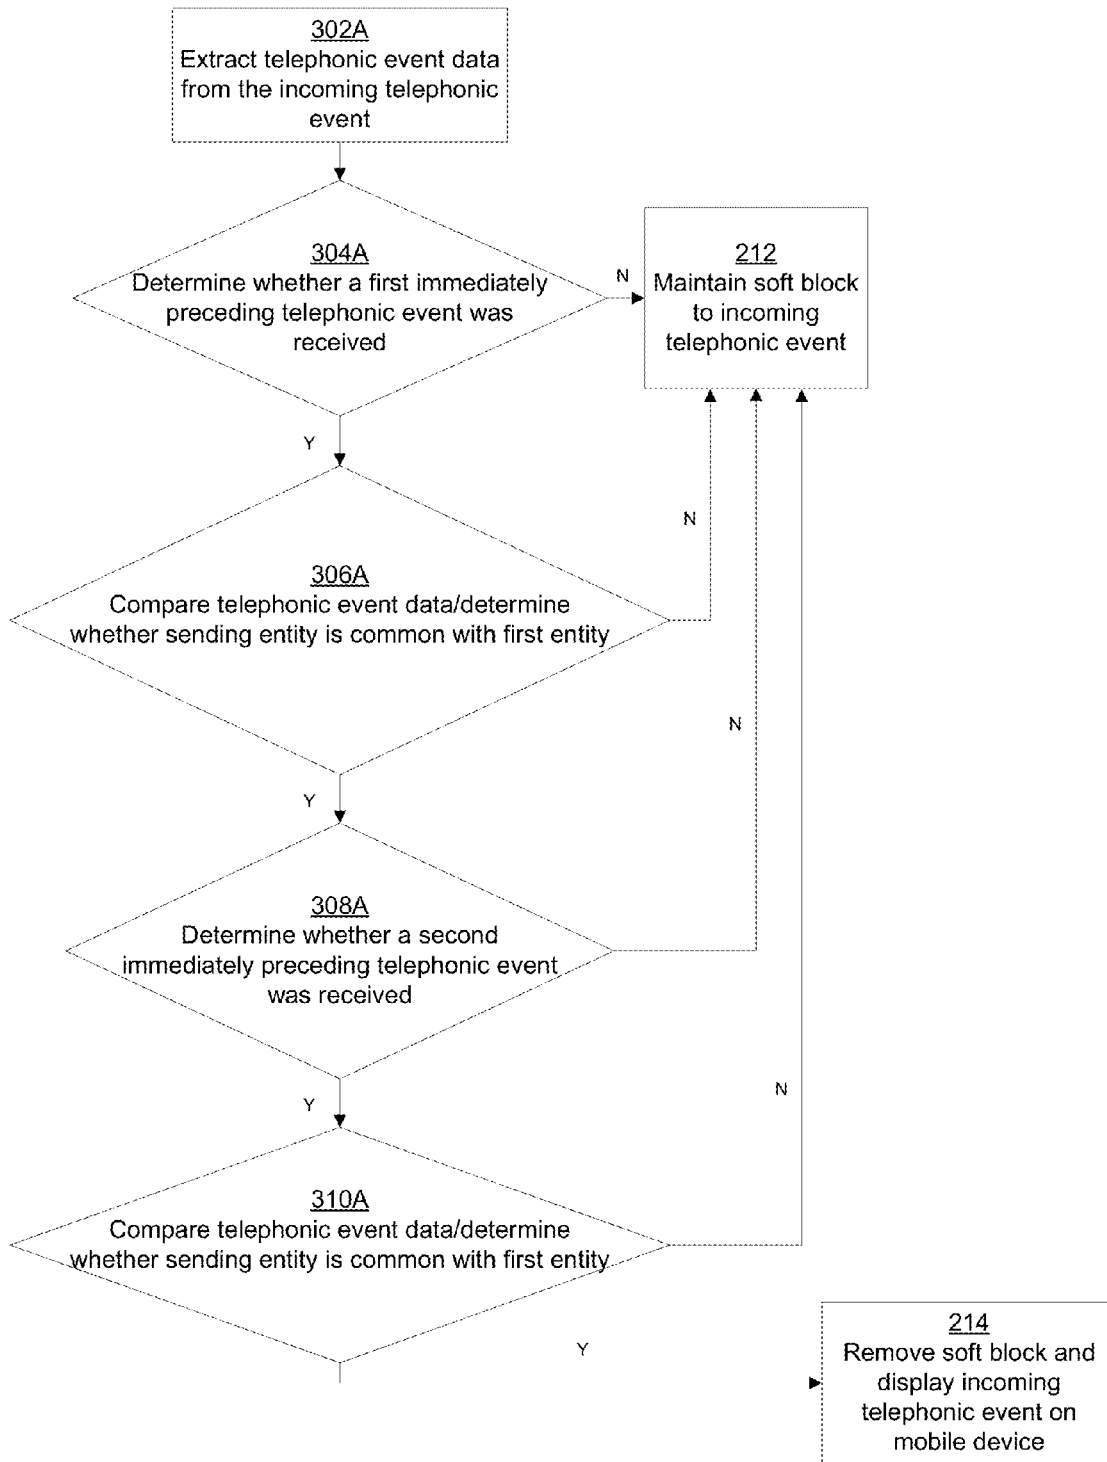 302A
Extract telephonic event data
from the incoming telephonic
event
304A
Determine whether a first immediately
preceding telephonic event was
received
N
212
Maintain soft block
to incoming
telephonic event
Y
N
306A
Compare telephonic event data/determine
whether sending entity is common with first entity
N
Y
308A
Determine whether a second
immediately preceding telephonic event
was received
N
Y
310A
Compare telephonic event data/determine
whether sending entity is common with first entity
Y
214
Remove soft block and
display incoming
telephonic event on
mobile device